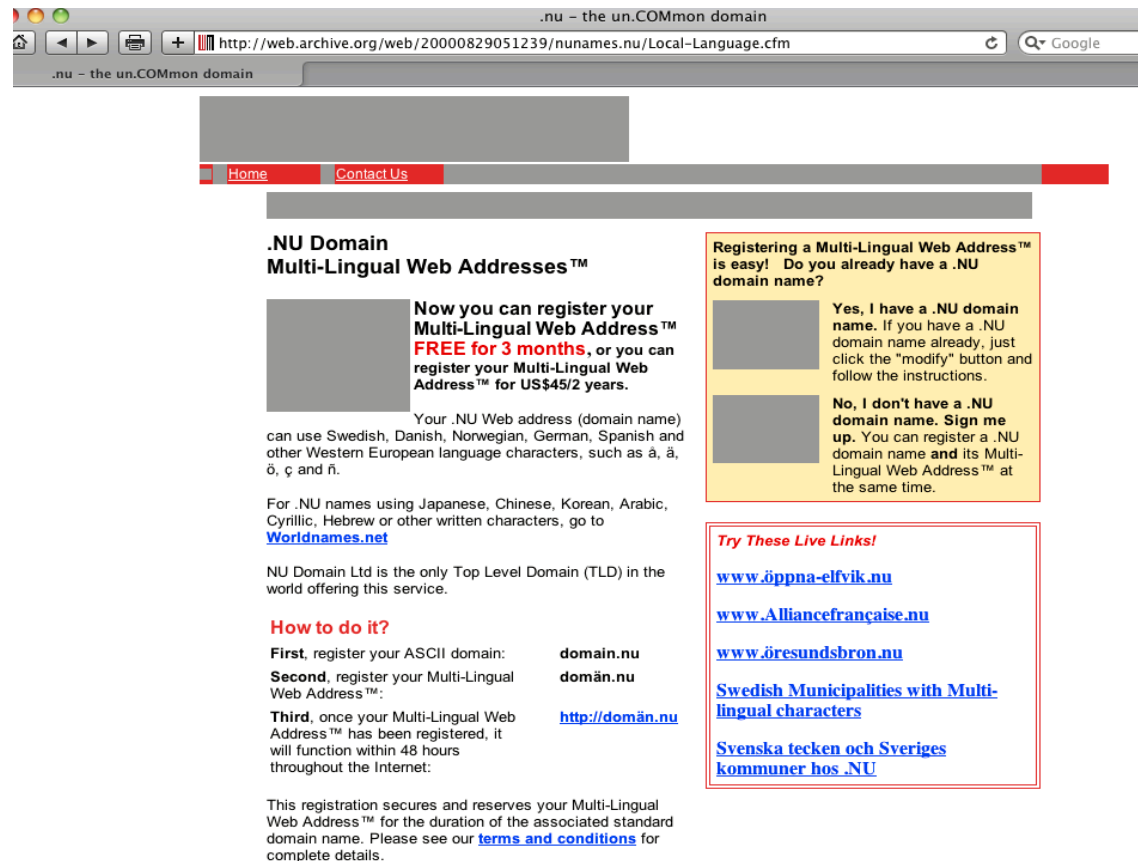 .nu – the un.COMmon domain
http://web.archive.org/web/20000829051239/nunames.nu/Local-Language.cfm
Google
.nu – the un.COMmon domain
Home
Contact Us
.NU Domain
Multi-Lingual Web Addresses™
Now you can register your
Multi-Lingual Web Address™
FREE for 3 months, or you can
register your Multi-Lingual Web
Address™ for US$45/2 years.
Your .NU Web address (domain name)
can use Swedish, Danish, Norwegian, German, Spanish and
other Western European language characters, such as å, ä,
ö, ç and ñ.
For .NU names using Japanese, Chinese, Korean, Arabic,
Cyrillic, Hebrew or other written characters, go to
Worldnames.net
NU Domain Ltd is the only Top Level Domain (TLD) in the
world offering this service.
How to do it?
First, register your ASCII domain: domain.nu
Second, register your Multi-Lingual domän.nu
Web Address™:
Third, once your Multi-Lingual Web http://domän.nu
Address™ has been registered, it
will function within 48 hours
throughout the Internet:
This registration secures and reserves your Multi-Lingual
Web Address™ for the duration of the associated standard
domain name. Please see our terms and conditions for
complete details.
Registering a Multi-Lingual Web Address™
is easy! Do you already have a .NU
domain name?
Yes, I have a .NU domain
name. If you have a .NU
domain name already, just
click the "modify" button and
follow the instructions.
No, I don't have a .NU
domain name. Sign me
up. You can register a .NU
domain name and its Multi-
Lingual Web Address™ at
the same time.
Try These Live Links!
www.öppna-elfvik.nu
www.Alliancefrançaise.nu
www.öresundsbron.nu
Swedish Municipalities with Multi-
lingual characters
Svenska tecken och Sveriges
kommuner hos .NU